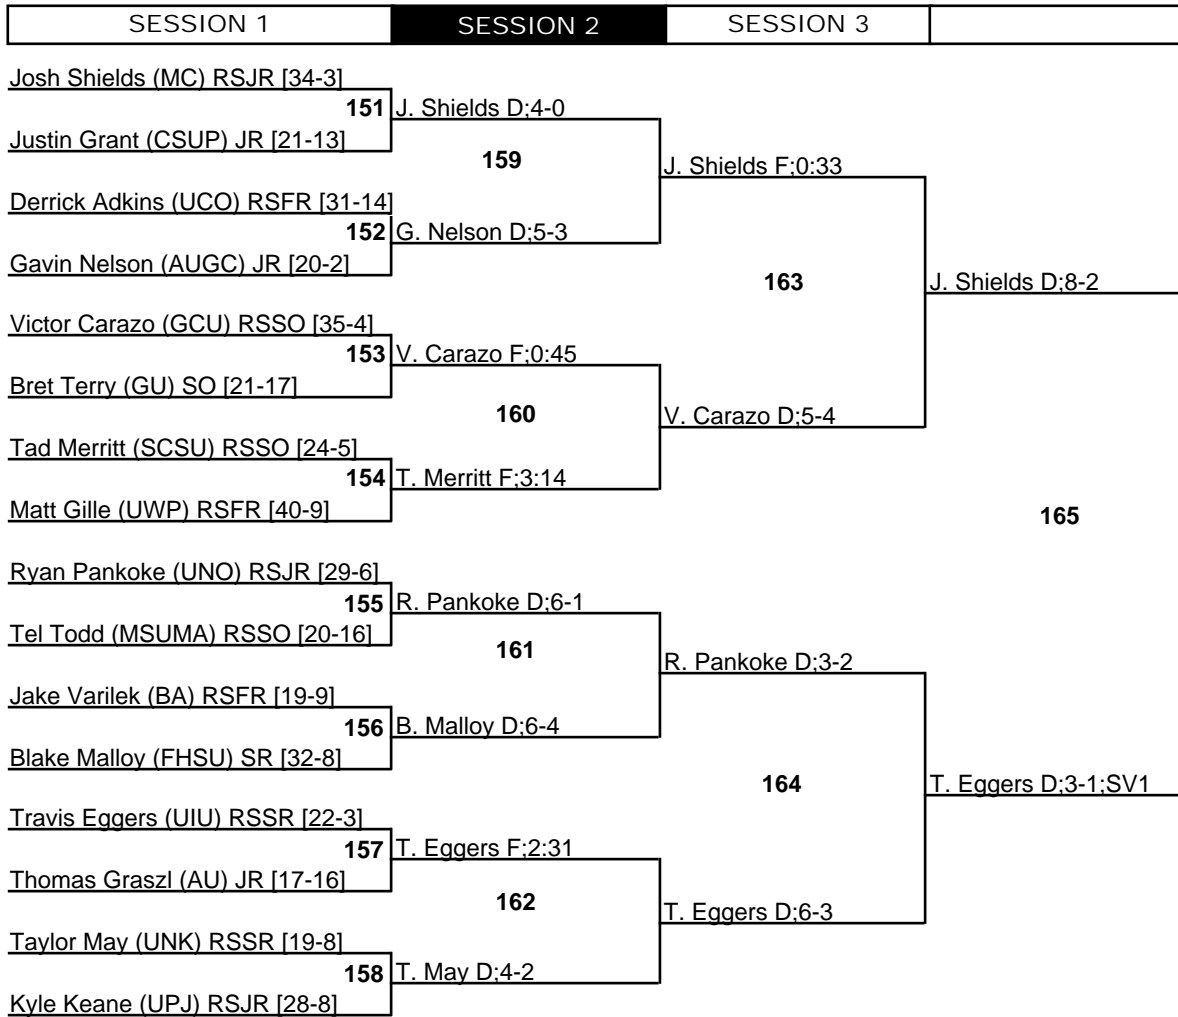 SESSION 1 SESSION 2 SESSION 3
Josh Shields (MC) RSJR [34-3]
151 J. Shields D;4-0
Justin Grant (CSUP) JR [21-13]
159
J. Shields F;0:33
Derrick Adkins (UCO) RSFR [31-14]
152 G. Nelson D;5-3
Gavin Nelson (AUGC) JR [20-2]
163
J. Shields D;8-2
Victor Carazo (GCU) RSSO [35-4]
153 V. Carazo F;0:45
Bret Terry (GU) SO [21-17]
160
V. Carazo D;5-4
Tad Merritt (SCSU) RSSO [24-5]
154 T. Merritt F;3:14
Matt Gille (UWP) RSFR [40-9]
165
Ryan Pankoke (UNO) RSJR [29-6]
155 R. Pankoke D;6-1
Tel Todd (MSUMA) RSSO [20-16]
161
R. Pankoke D;3-2
Jake Varilek (BA) RSFR [19-9]
156 B. Malloy D;6-4
Blake Malloy (FHSU) SR [32-8]
164
T. Eggers D;3-1;SV1
Travis Eggers (UIU) RSSR [22-3]
157 T. Eggers F;2:31
Thomas Graszl (AU) JR [17-16]
162
T. Eggers D;6-3
Taylor May (UNK) RSSR [19-8]
158 T. May D;4-2
Kyle Keane (UPJ) RSJR [28-8]